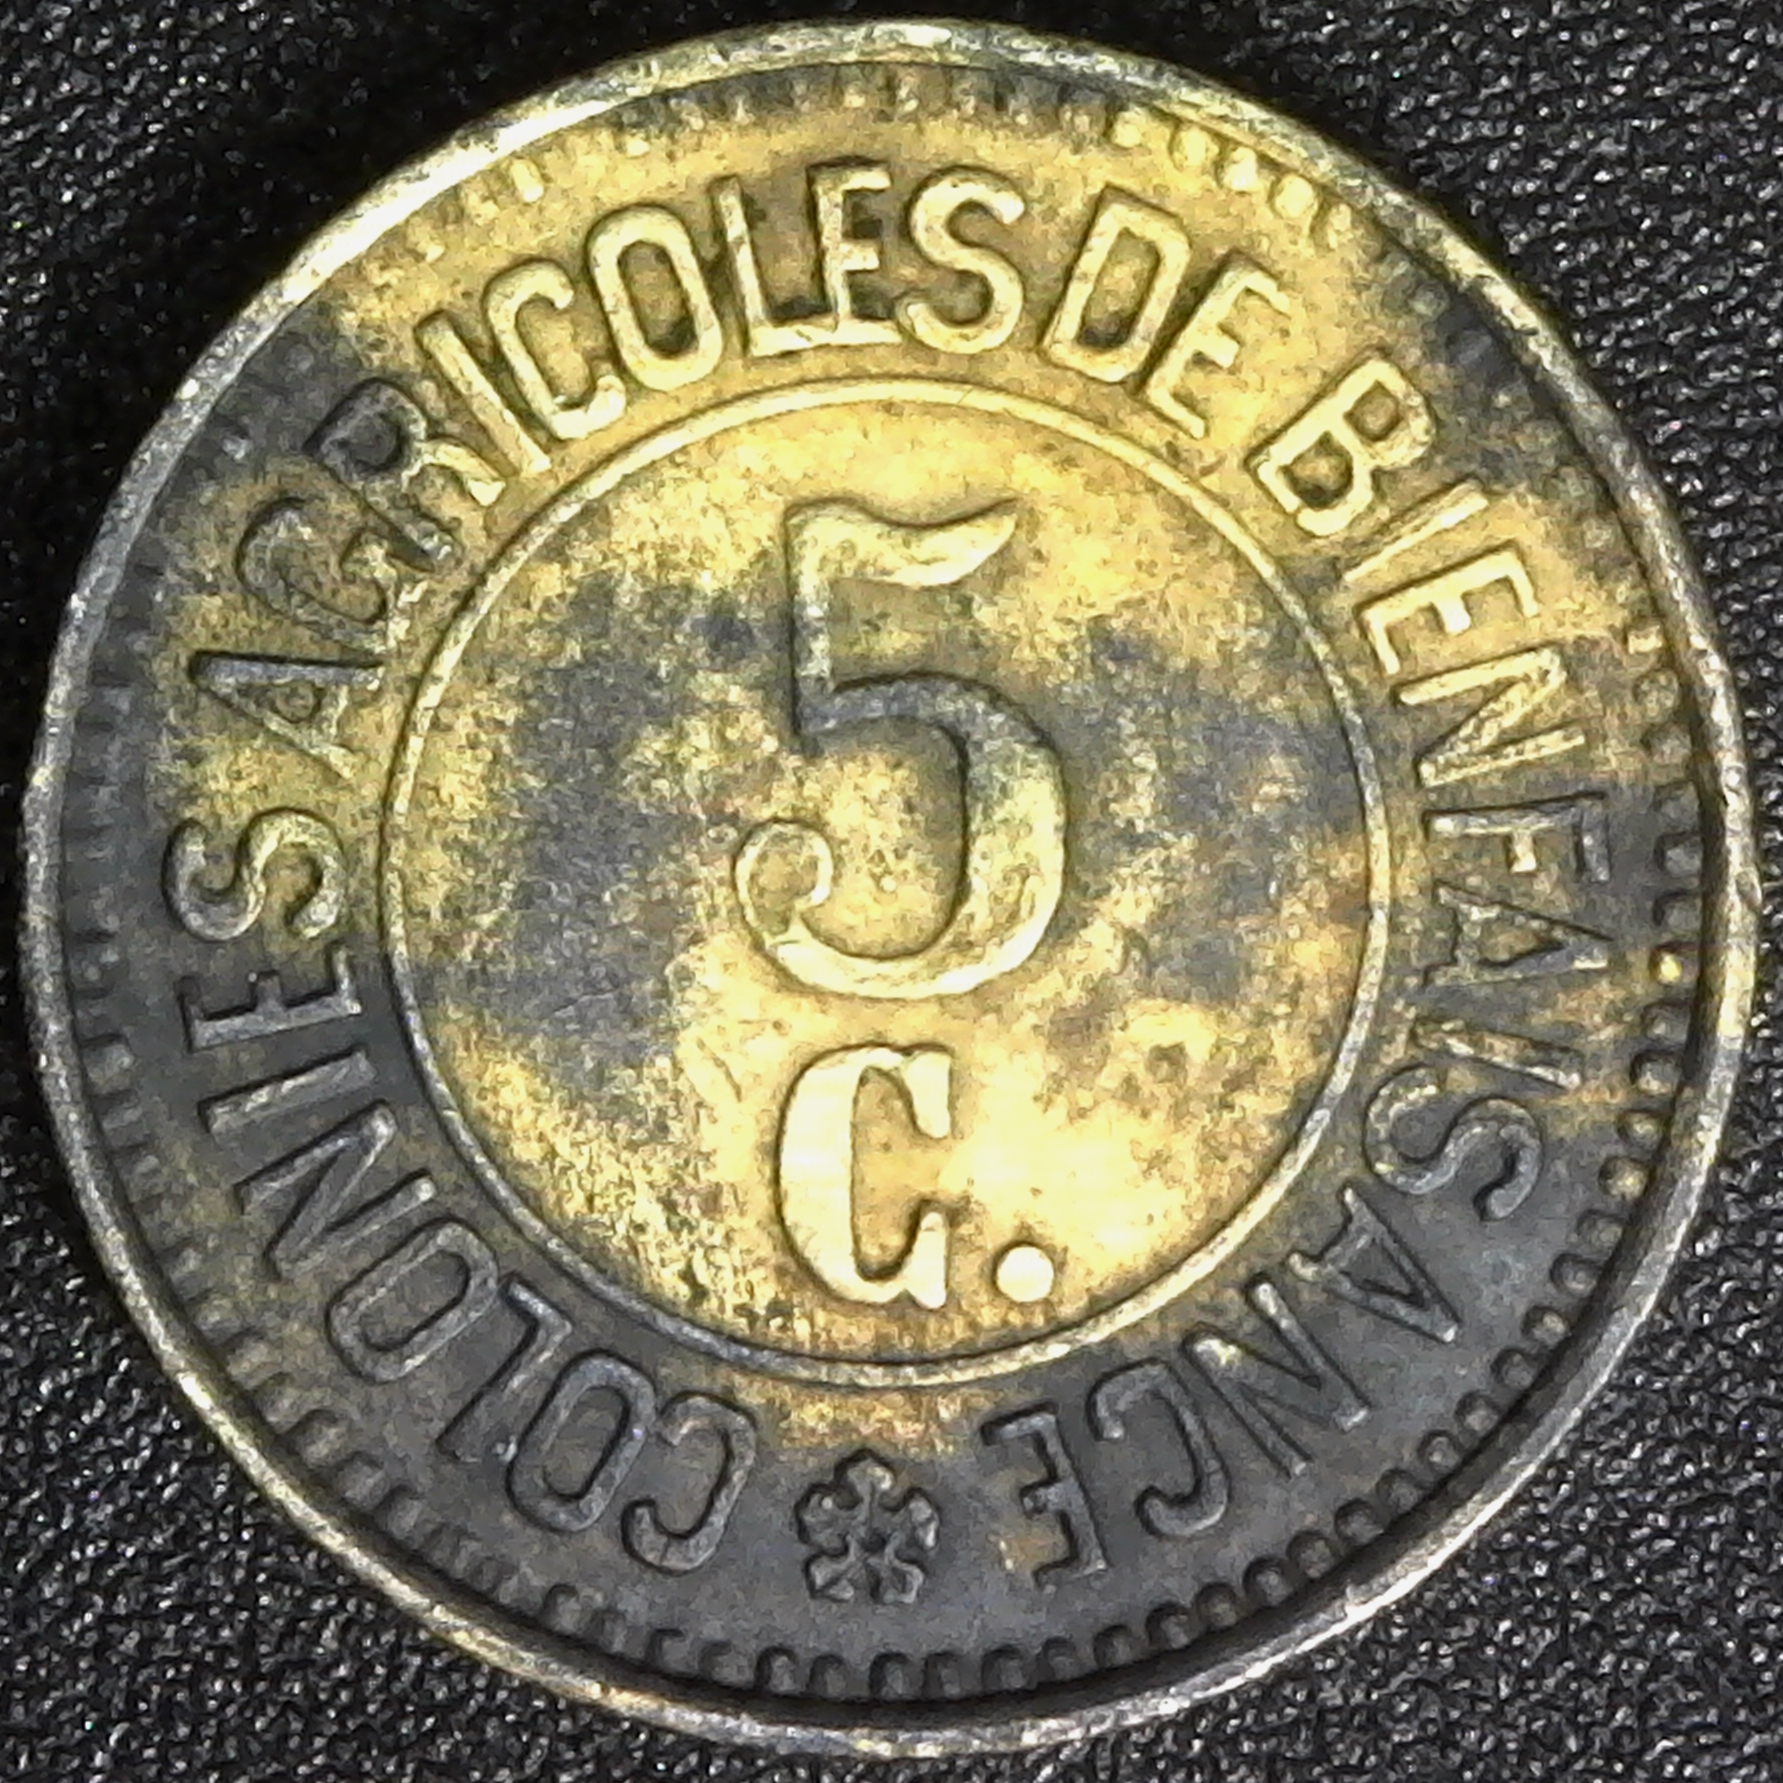 COLONIES AGRICOLES DE BIENFAISANCE
5
C.